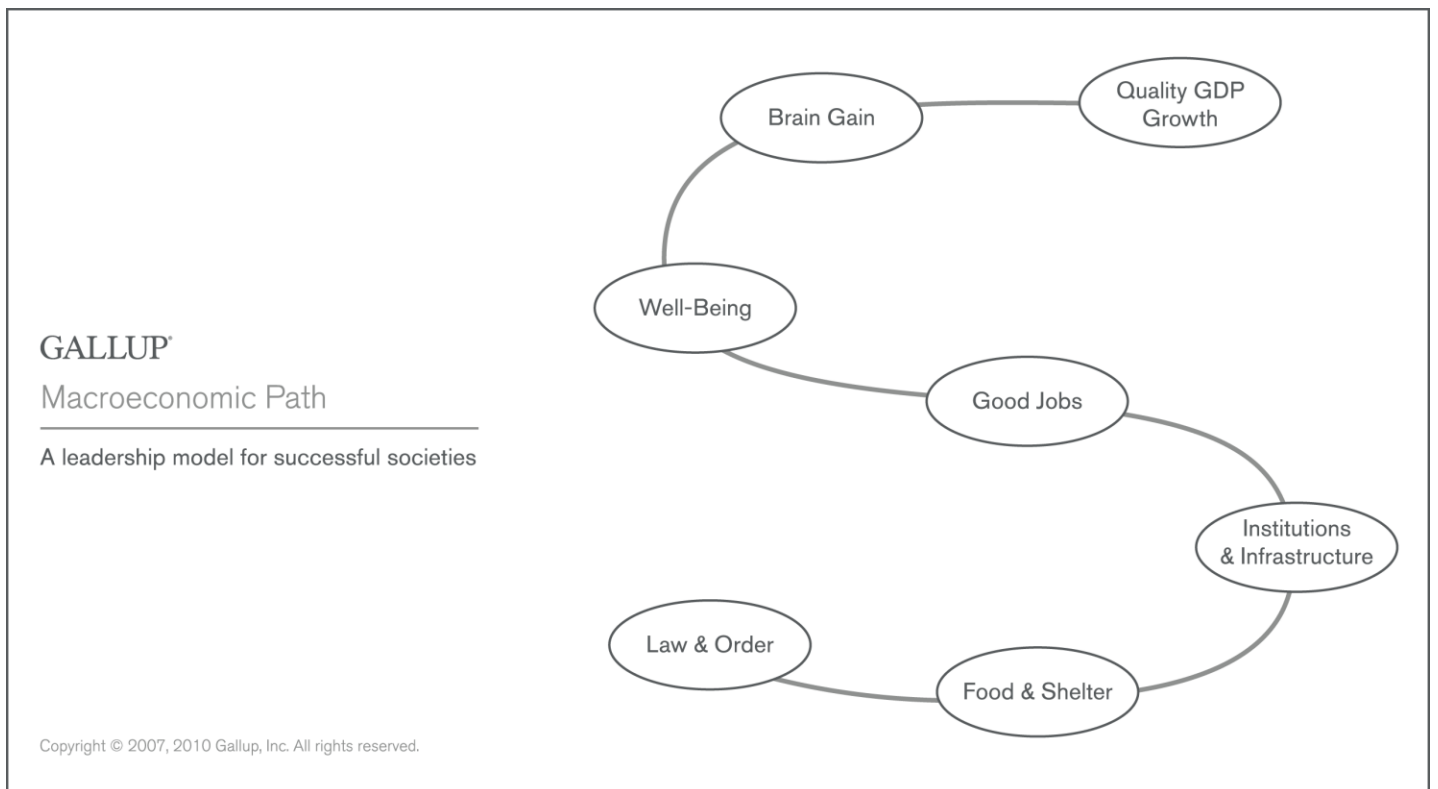 GALLUP®
Macroeconomic Path
A leadership model for successful societies
Brain Gain
Quality GDP
Growth
Well-Being
Good Jobs
Institutions
& Infrastructure
Law & Order
Food & Shelter
Copyright © 2007, 2010 Gallup, Inc. All rights reserved.